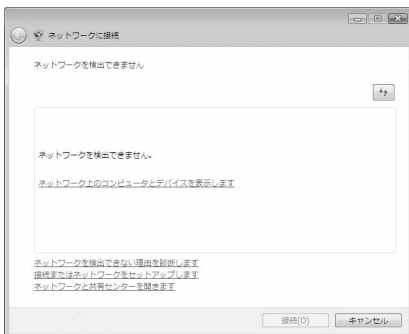 ネットワークに接続
ネットワークを検出できません
ネットワークを検出できません。
ネットワーク上のコンピュータとデバイスを表示します
ネットワークを検出できない理由を診断します
接続またはネットワークをセットアップします
ネットワークと共有センターを開きます
接続(O)
キャンセル